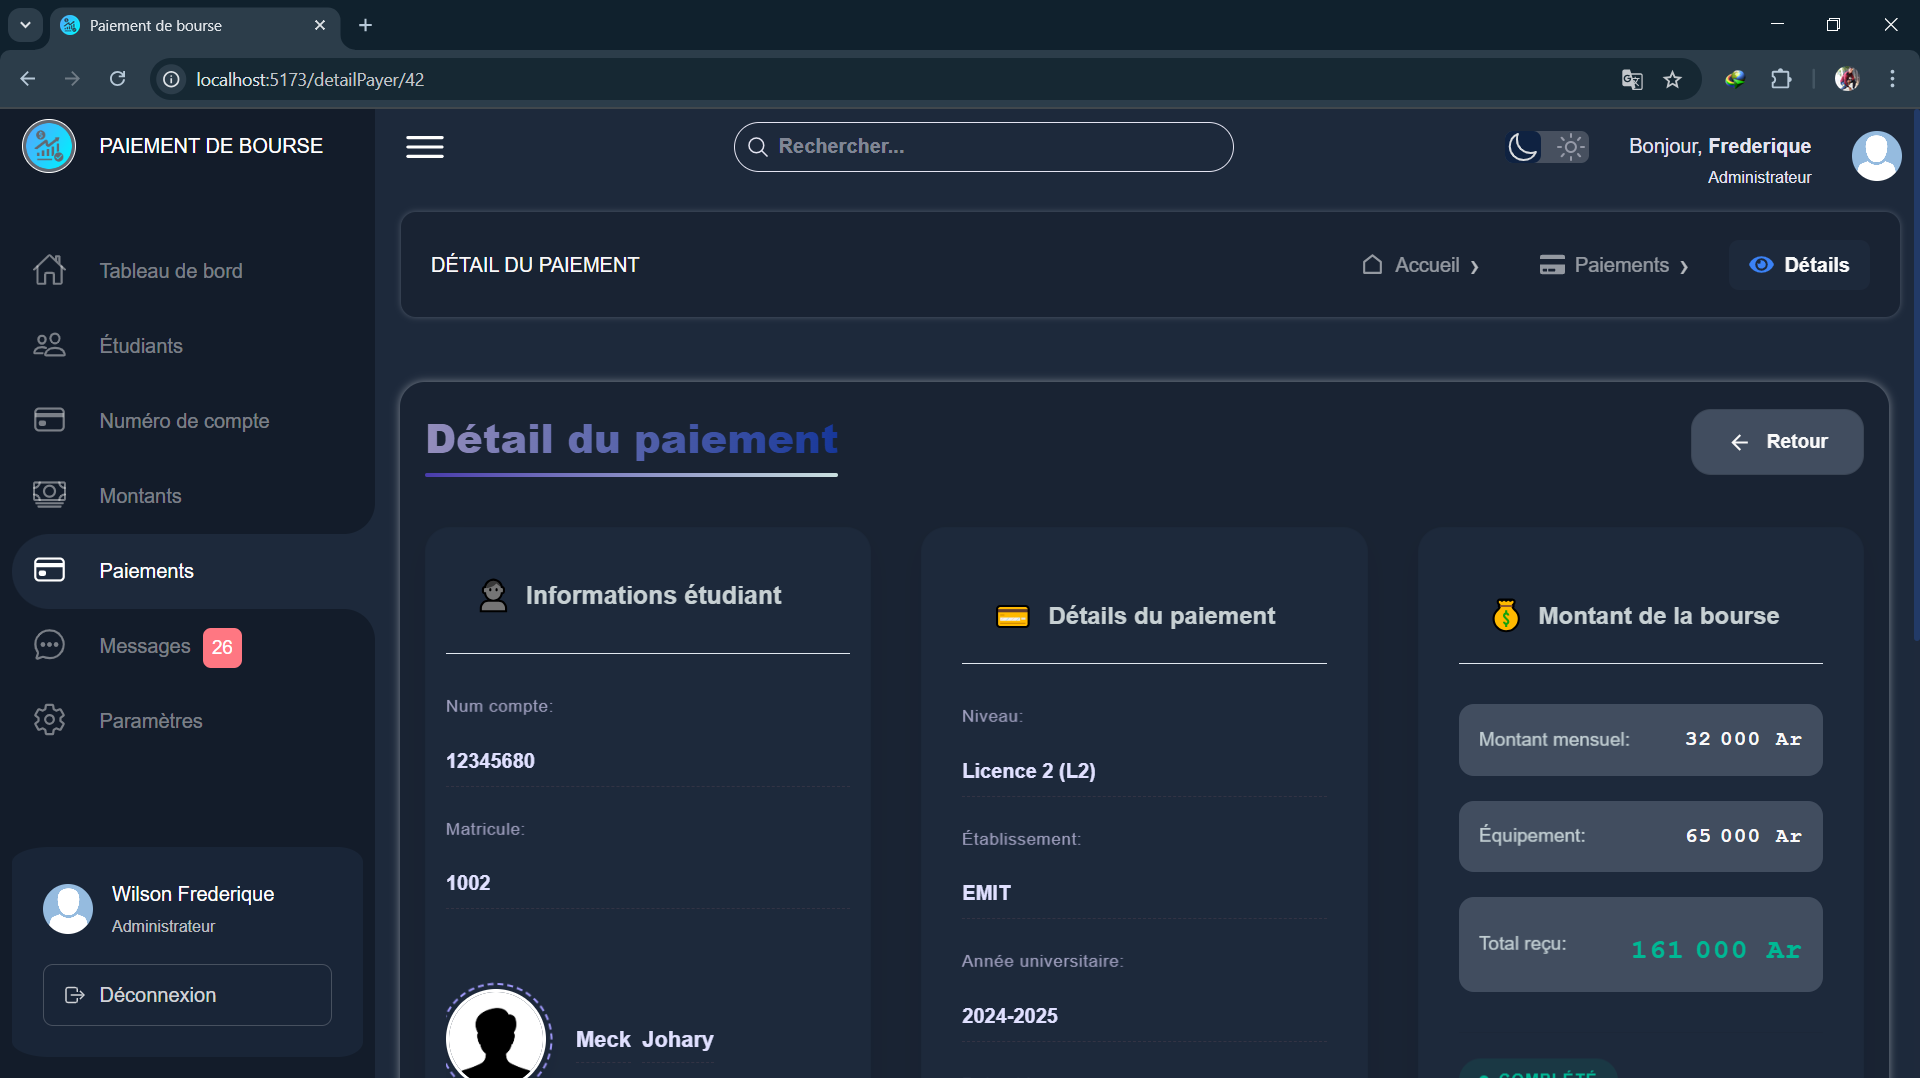 Paiement de bourse
localhost:5173/detailPayer/42
PAIEMENT DE BOURSE
Rechercher...
Bonjour, Frederique
Administrateur
Tableau de bord
Étudiants
Numéro de compte
Montants
Paiements
Messages 26
Paramètres
Wilson Frederique
Administrateur
Déconnexion
DÉTAIL DU PAIEMENT
Accueil ❯
Paiements ❯
Détails
Détail du paiement
Retour
Informations étudiant
Num compte:
12345680
Matricule:
1002
Meck Johary
Détails du paiement
Niveau:
Licence 2 (L2)
Établissement:
EMIT
Année universitaire:
2024-2025
Montant de la bourse
Montant mensuel: 32 000 Ar
Équipement: 65 000 Ar
Total reçu: 161 000 Ar
COMPLÉTÉ